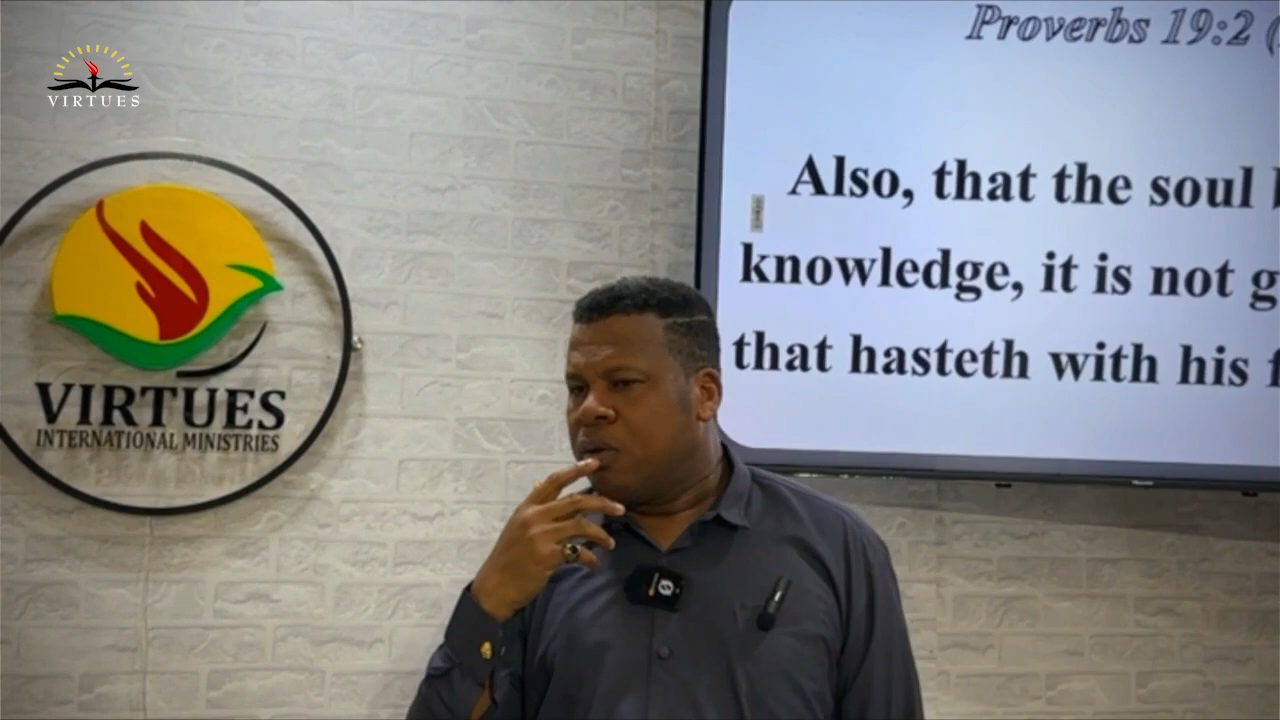 VIRTUES
VIRTUES
INTERNATIONAL MINISTRIES
Proverbs 19:2
Also, that the soul
knowledge, it is not g
that hasteth with his